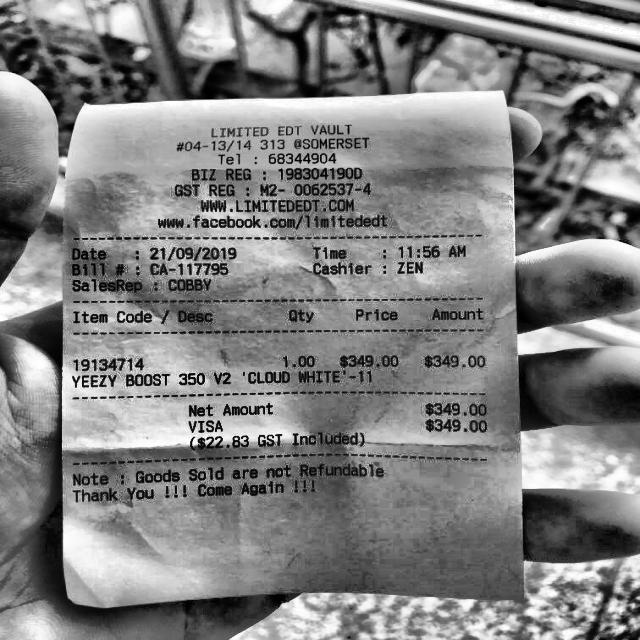 LIMITED EDT VAULT
#04-13/14 313 @SOMERSET
Tel : 68344904
BIZ REG : 198304190D
GST REG : M2- 0062537-4
WWW.LIMITEDEDT.COM
www.facebook.com/limitededt
Date : 21/09/2019 Time : 11:56 AM
Bill # : CA-117795 Cashier : ZEN
SalesRep : COBBY
Item Code / Desc Qty Price Amount
19134714 1.00 $349.00 $349.00
YEEZY BOOST 350 V2 'CLOUD WHITE'-11
Net Amount $349.00
VISA $349.00
($22.83 GST Included)
Note : Goods Sold are not Refundable
Thank You !!! Come Again !!!